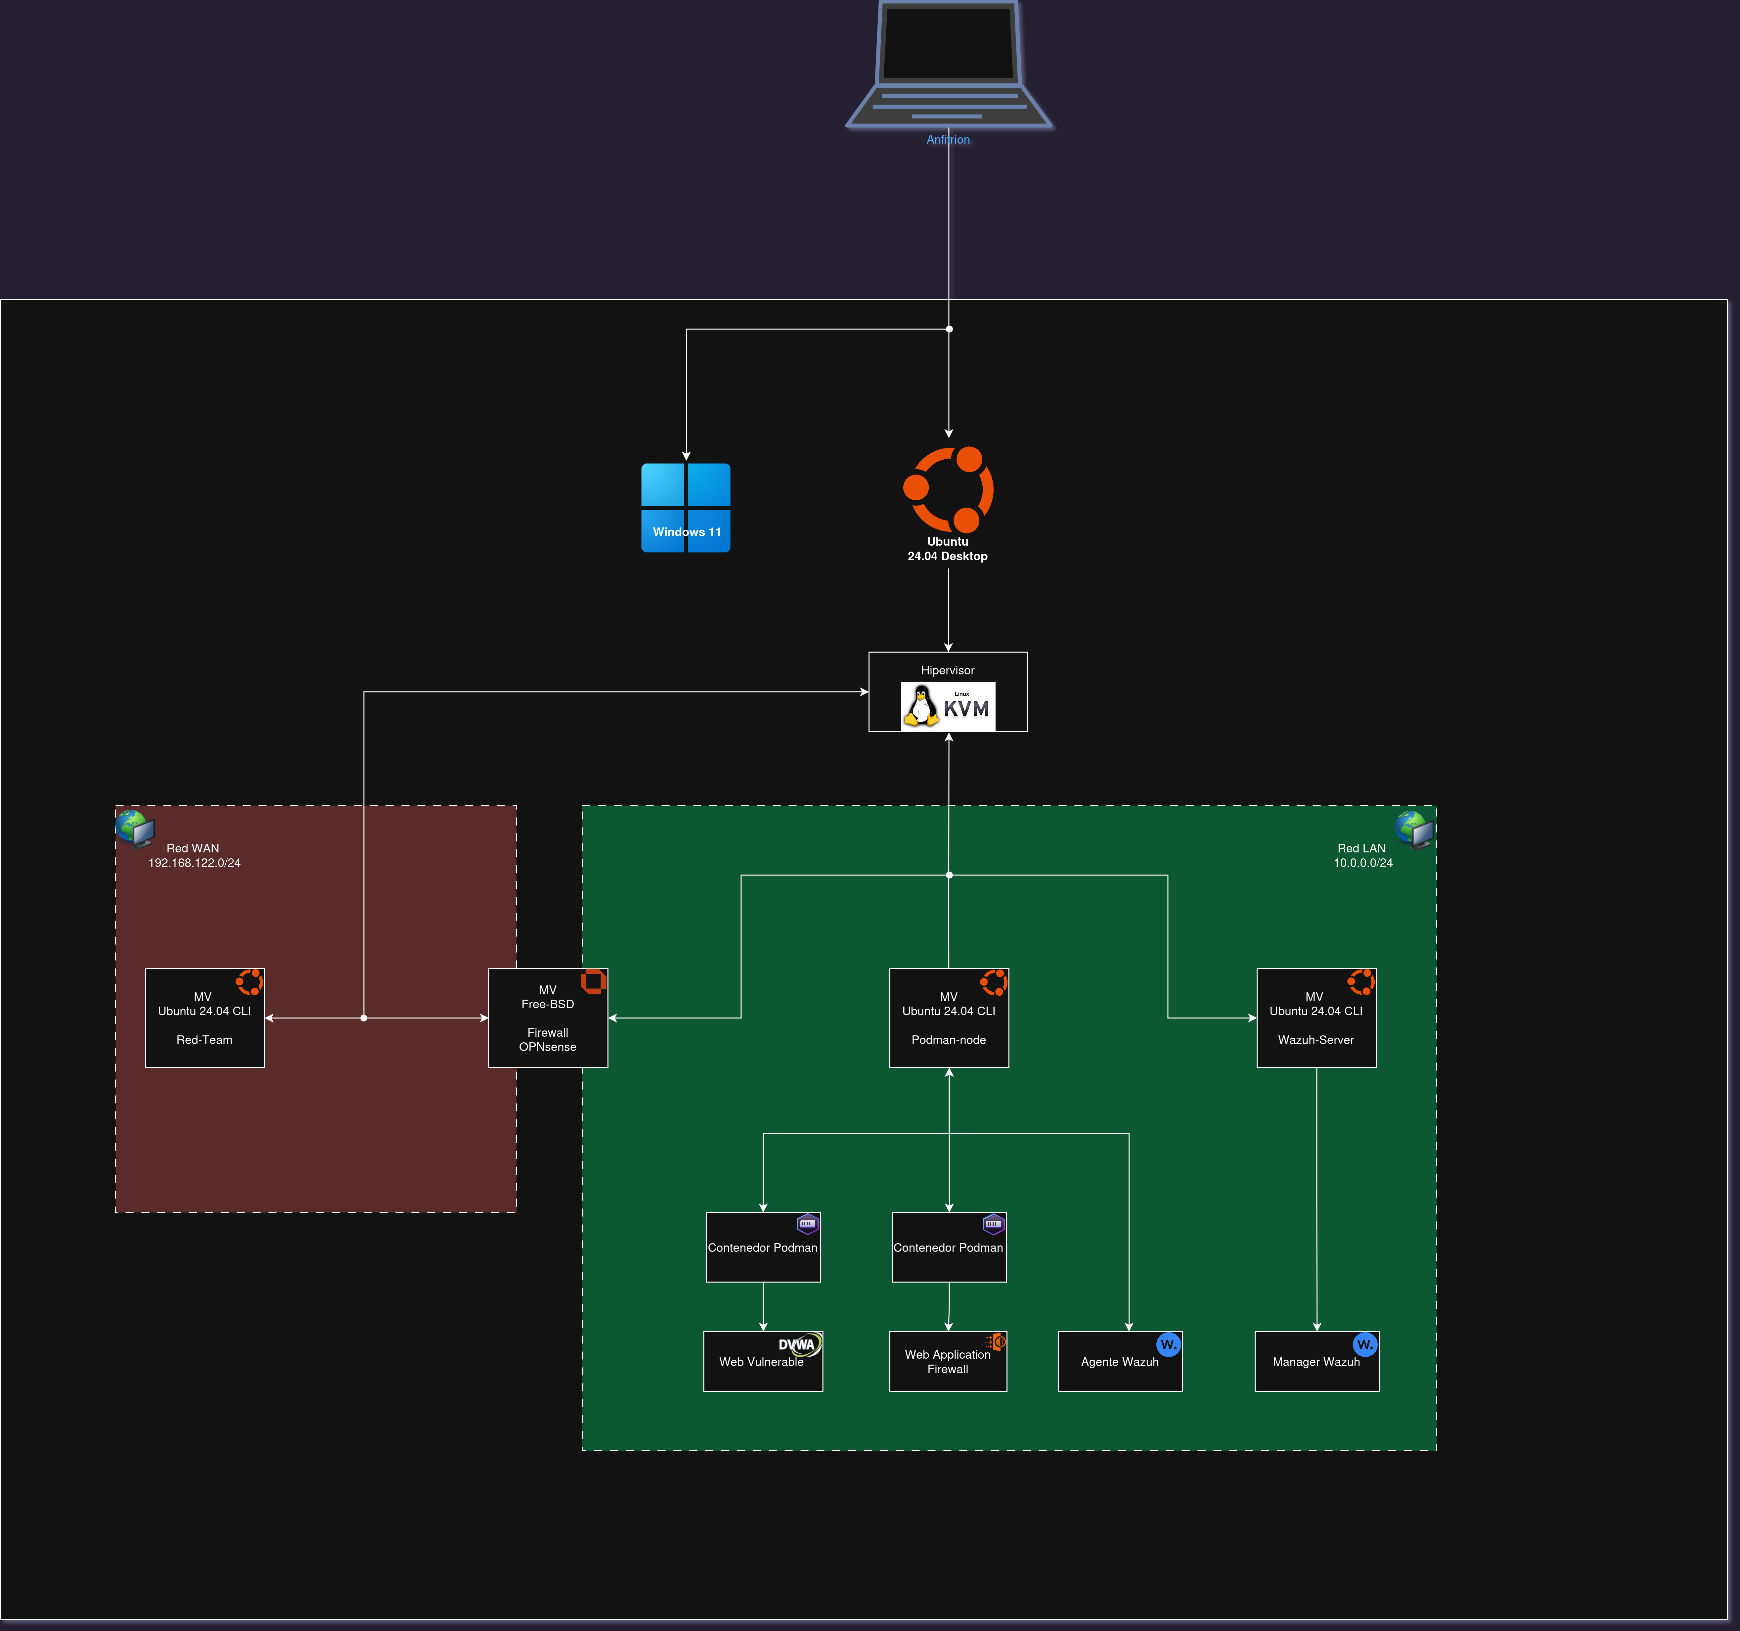 Anfitrion
Windows 11
Ubuntu
24.04 Desktop
Hipervisor
Linux
KVM
Red WAN
192.168.122.0/24
Red LAN
10.0.0.0/24
MV
Ubuntu 24.04 CLI
Red-Team
MV
Free-BSD
Firewall
OPNsense
MV
Ubuntu 24.04 CLI
Podman-node
MV
Ubuntu 24.04 CLI
Wazuh-Server
Contenedor Podman
Contenedor Podman
DVWA
Web Vulnerable
Web Application
Firewall
W.
Agente Wazuh
W.
Manager Wazuh